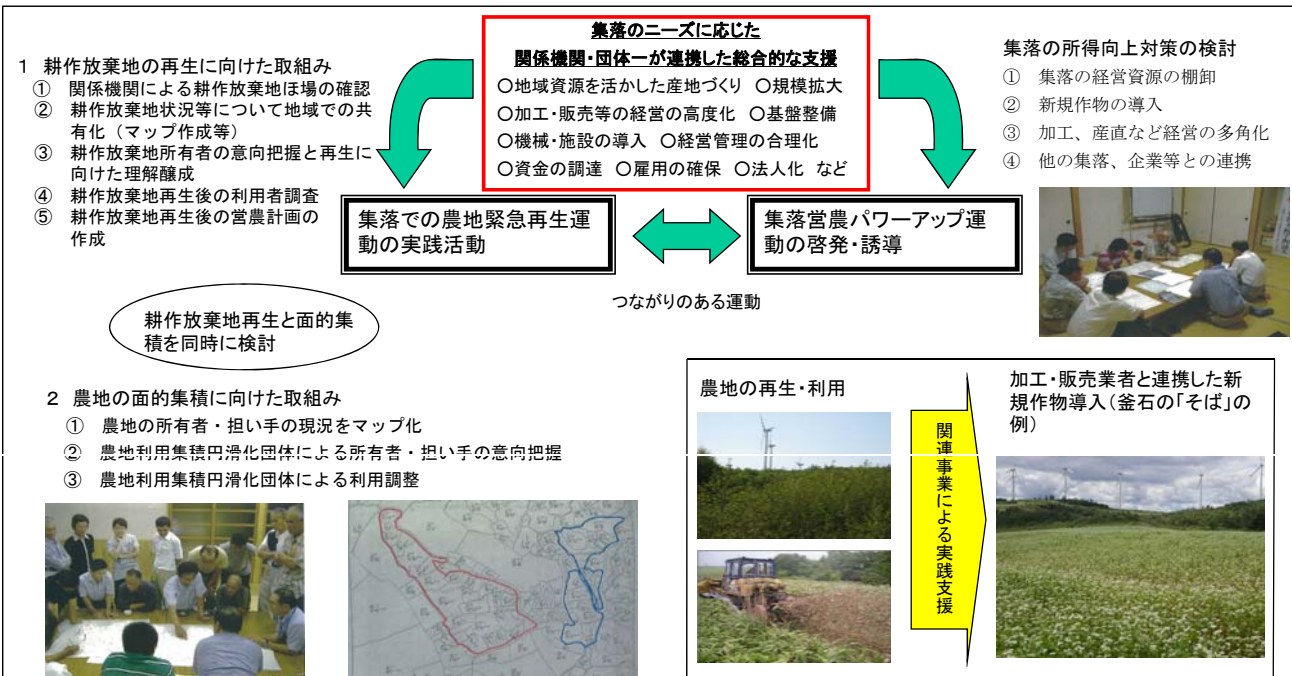 集落のニーズに応じた
関係機関・団体一が連携した総合的な支援
〇地域資源を活かした産地づくり 〇規模拡大
〇加工・販売等の経営の高度化 〇基盤整備
〇機械・施設の導入 〇経営管理の合理化
〇資金の調達 〇雇用の確保 〇法人化 など
1 耕作放棄地の再生に向けた取組み
① 関係機関による耕作放棄地ほ場の確認
② 耕作放棄地状況等について地域での共
有化（マップ作成等）
③ 耕作放棄地所有者の意向把握と再生に
向けた理解醸成
④ 耕作放棄地再生後の利用者調査
⑤ 耕作放棄地再生後の営農計画の
作成
集落の所得向上対策の検討
① 集落の経営資源の棚卸
② 新規作物の導入
③ 加工、産直など経営の多角化
④ 他の集落、企業等との連携
集落での農地緊急再生運
動の実践活動
集落営農パワーアップ運
動の啓発・誘導
つながりのある運動
耕作放棄地再生と面的集
積を同時に検討
2 農地の面的集積に向けた取組み
① 農地の所有者・担い手の現況をマップ化
② 農地利用集積円滑化団体による所有者・担い手の意向把握
③ 農地利用集積円滑化団体による利用調整
農地の再生・利用
関連事業による実践支援
加工・販売業者と連携した新
規作物導入（釜石の「そば」の
例）